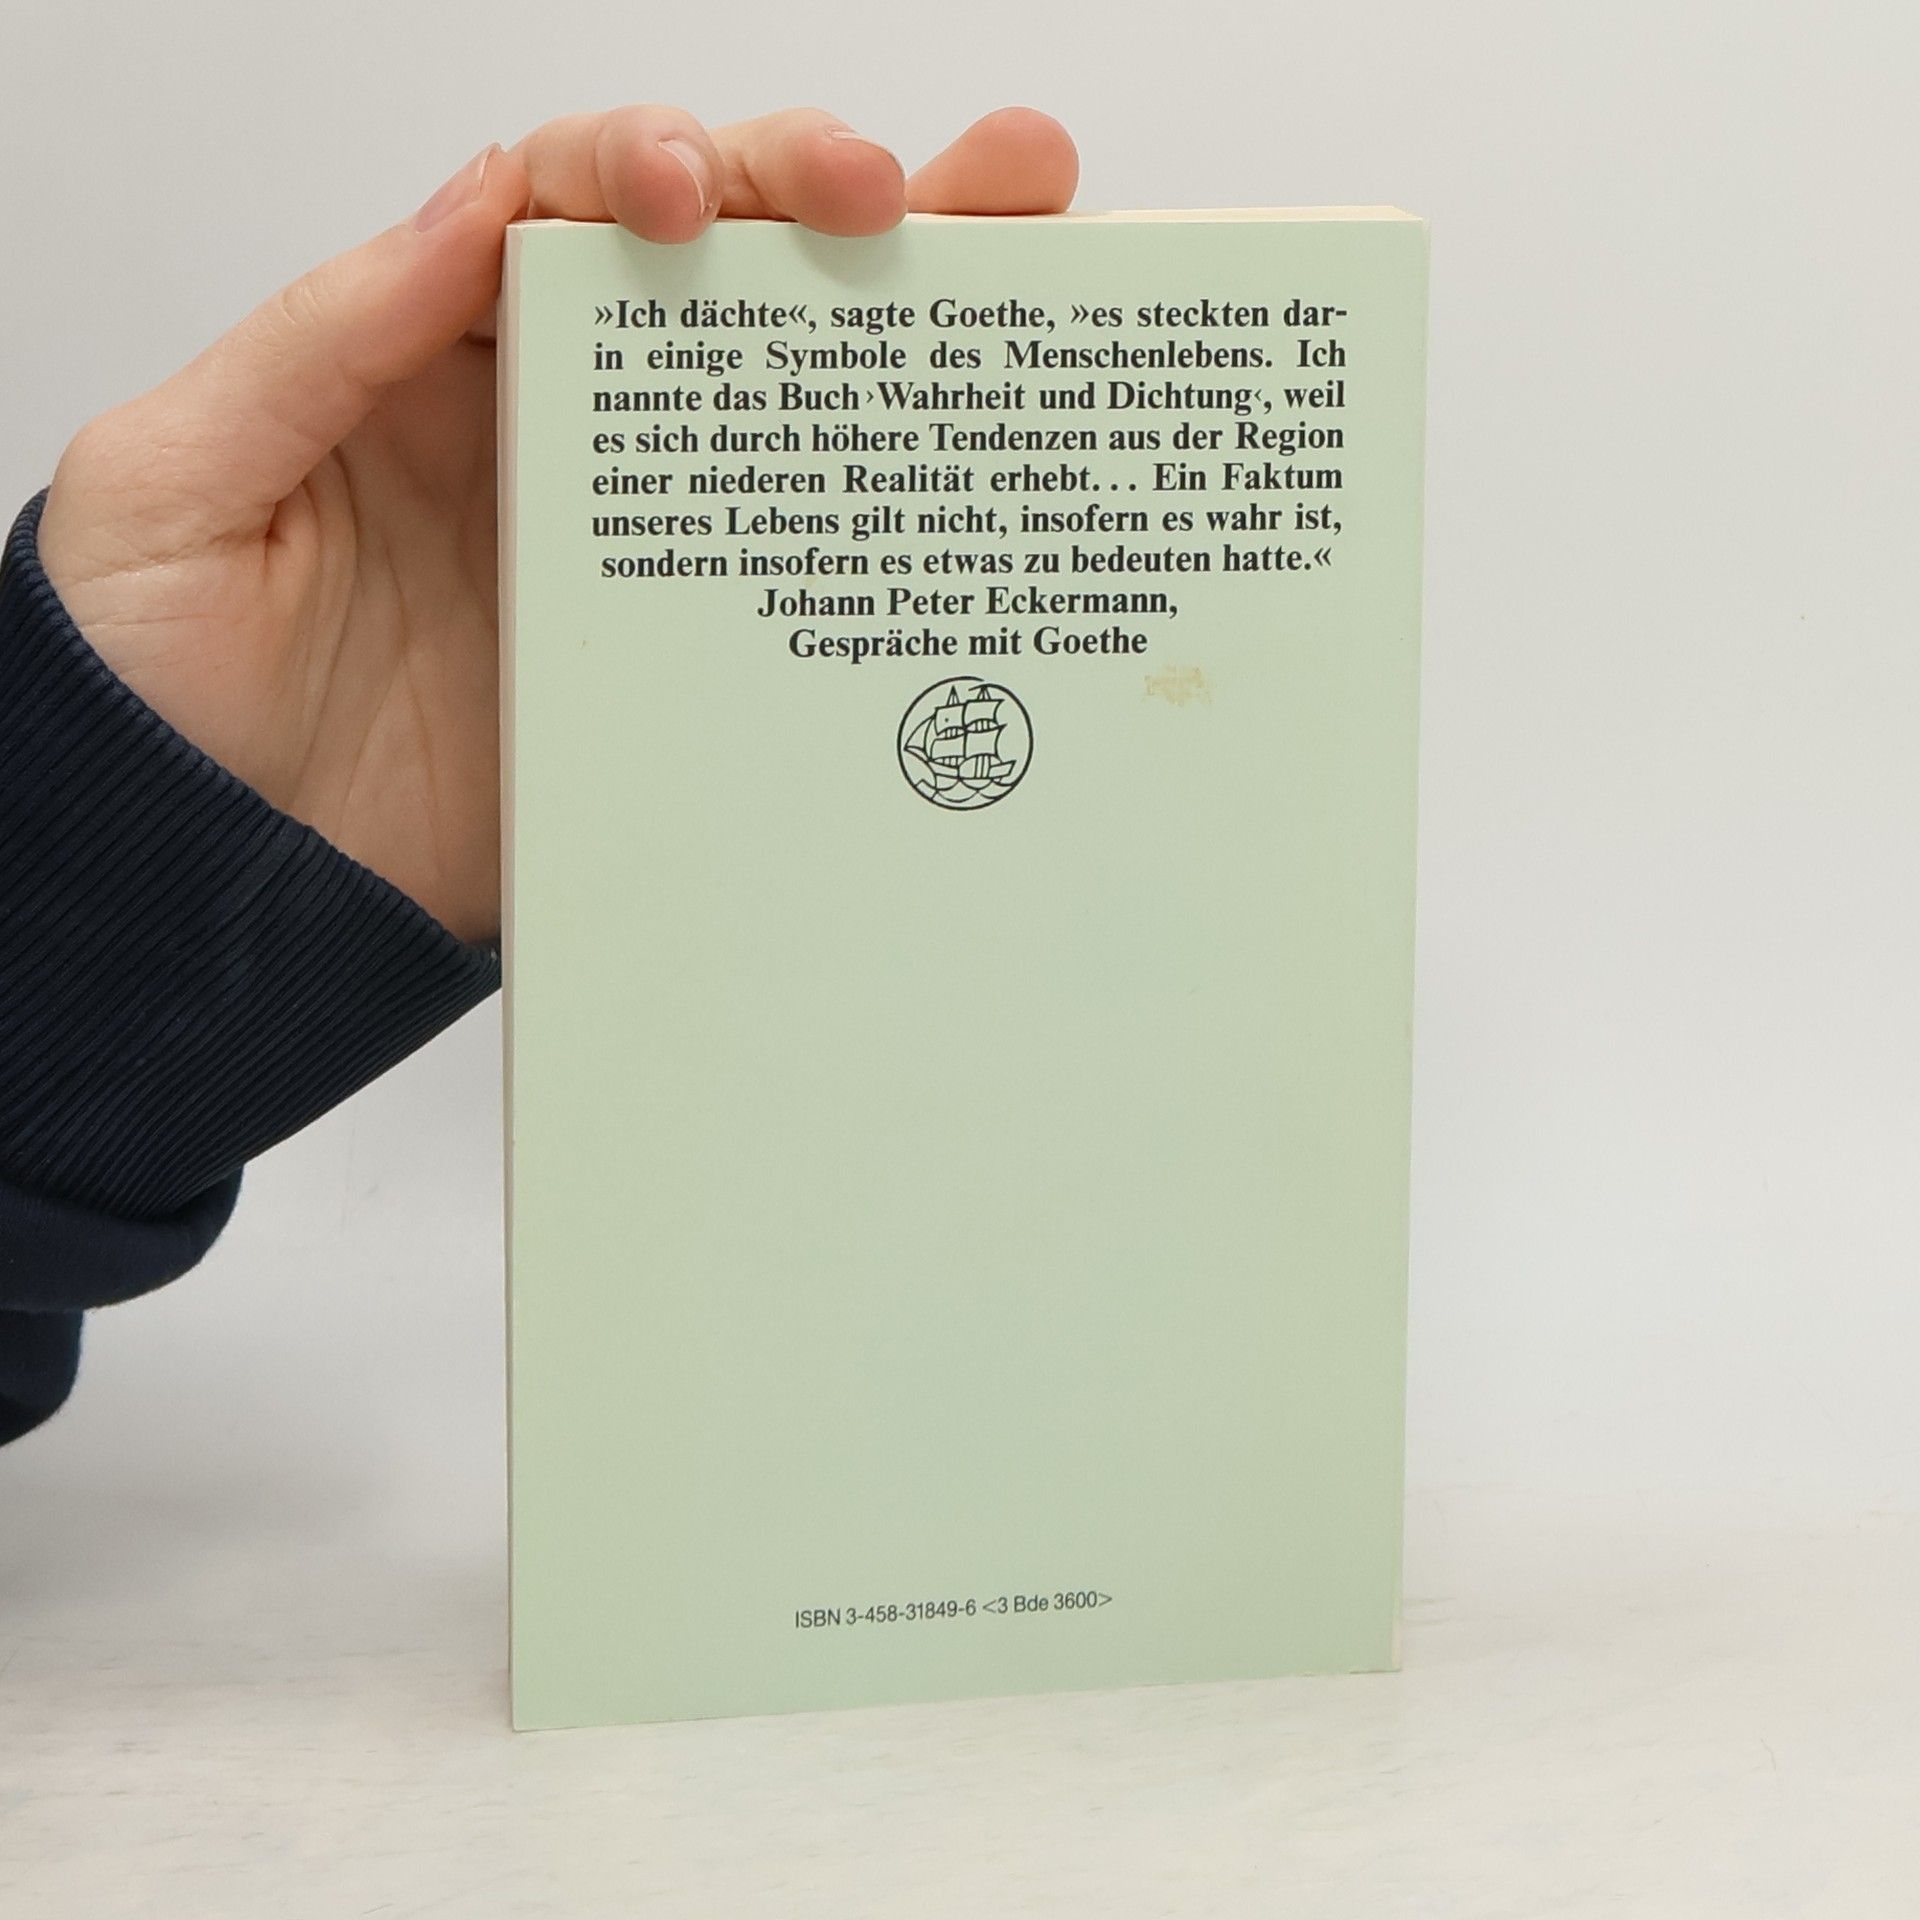 »Ich dächte«, sagte Goethe, »es steckten dar-
in einige Symbole des Menschenlebens. Ich
nannte das Buch ›Wahrheit und Dichtung‹, weil
es sich durch höhere Tendenzen aus der Region
einer niederen Realität erhebt... Ein Faktum
unseres Lebens gilt nicht, insofern es wahr ist,
sondern insofern es etwas zu bedeuten hatte.«
Johann Peter Eckermann,
Gespräche mit Goethe
ISBN 3-458-31849-6 <3 Bde 3600>